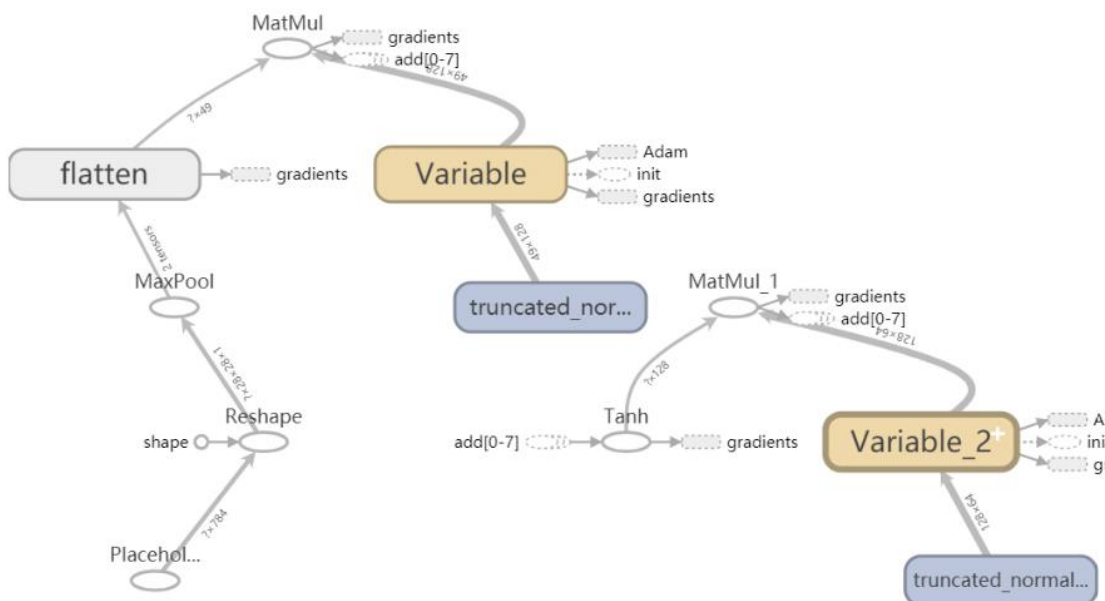 MatMul
gradients
add[0-7]
49×128
?×49
flatten
gradients
Variable
Adam
init
gradients
2 tensors
49×128
MaxPool
truncated_nor...
MatMul_1
gradients
add[0-7]
128×64
?×28×28×1
?×128
Reshape
shape
Tanh
add[0-7]
gradients
Variable_2+
A
ini
g
?×784
128×64
Placehol...
truncated_normal...